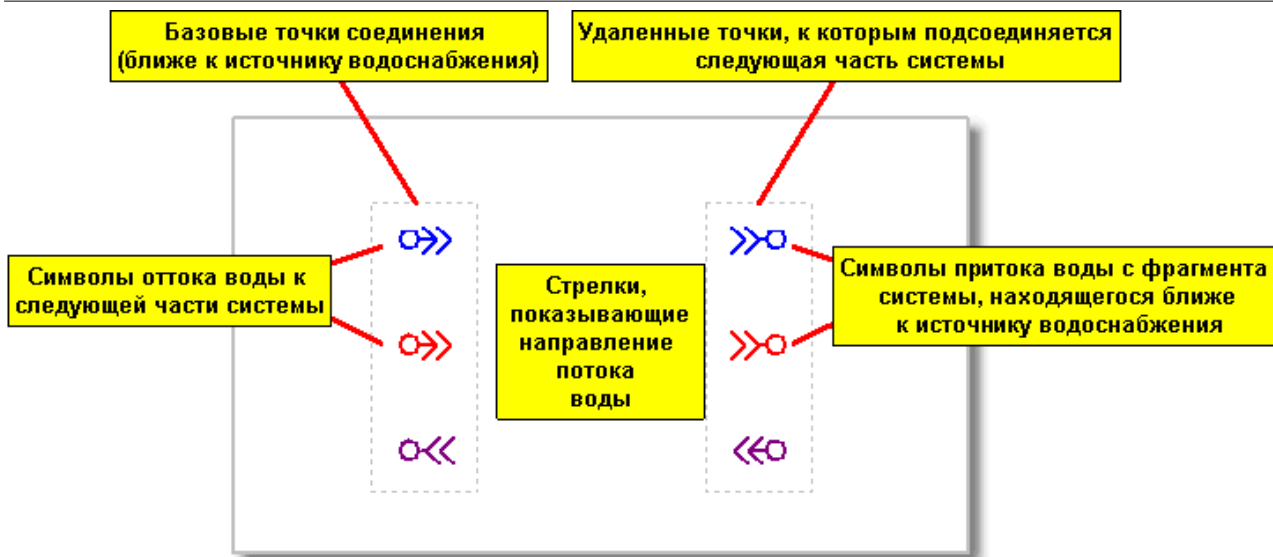 Базовые точки соединения
(ближе к источнику водоснабжения)
Удаленные точки, к которым подсоединяется
следующая часть системы
Символы оттока воды к
следующей части системы
Стрелки,
показывающие
направление
потока
воды
Символы притока воды с фрагмента
системы, находящегося ближе
к источнику водоснабжения